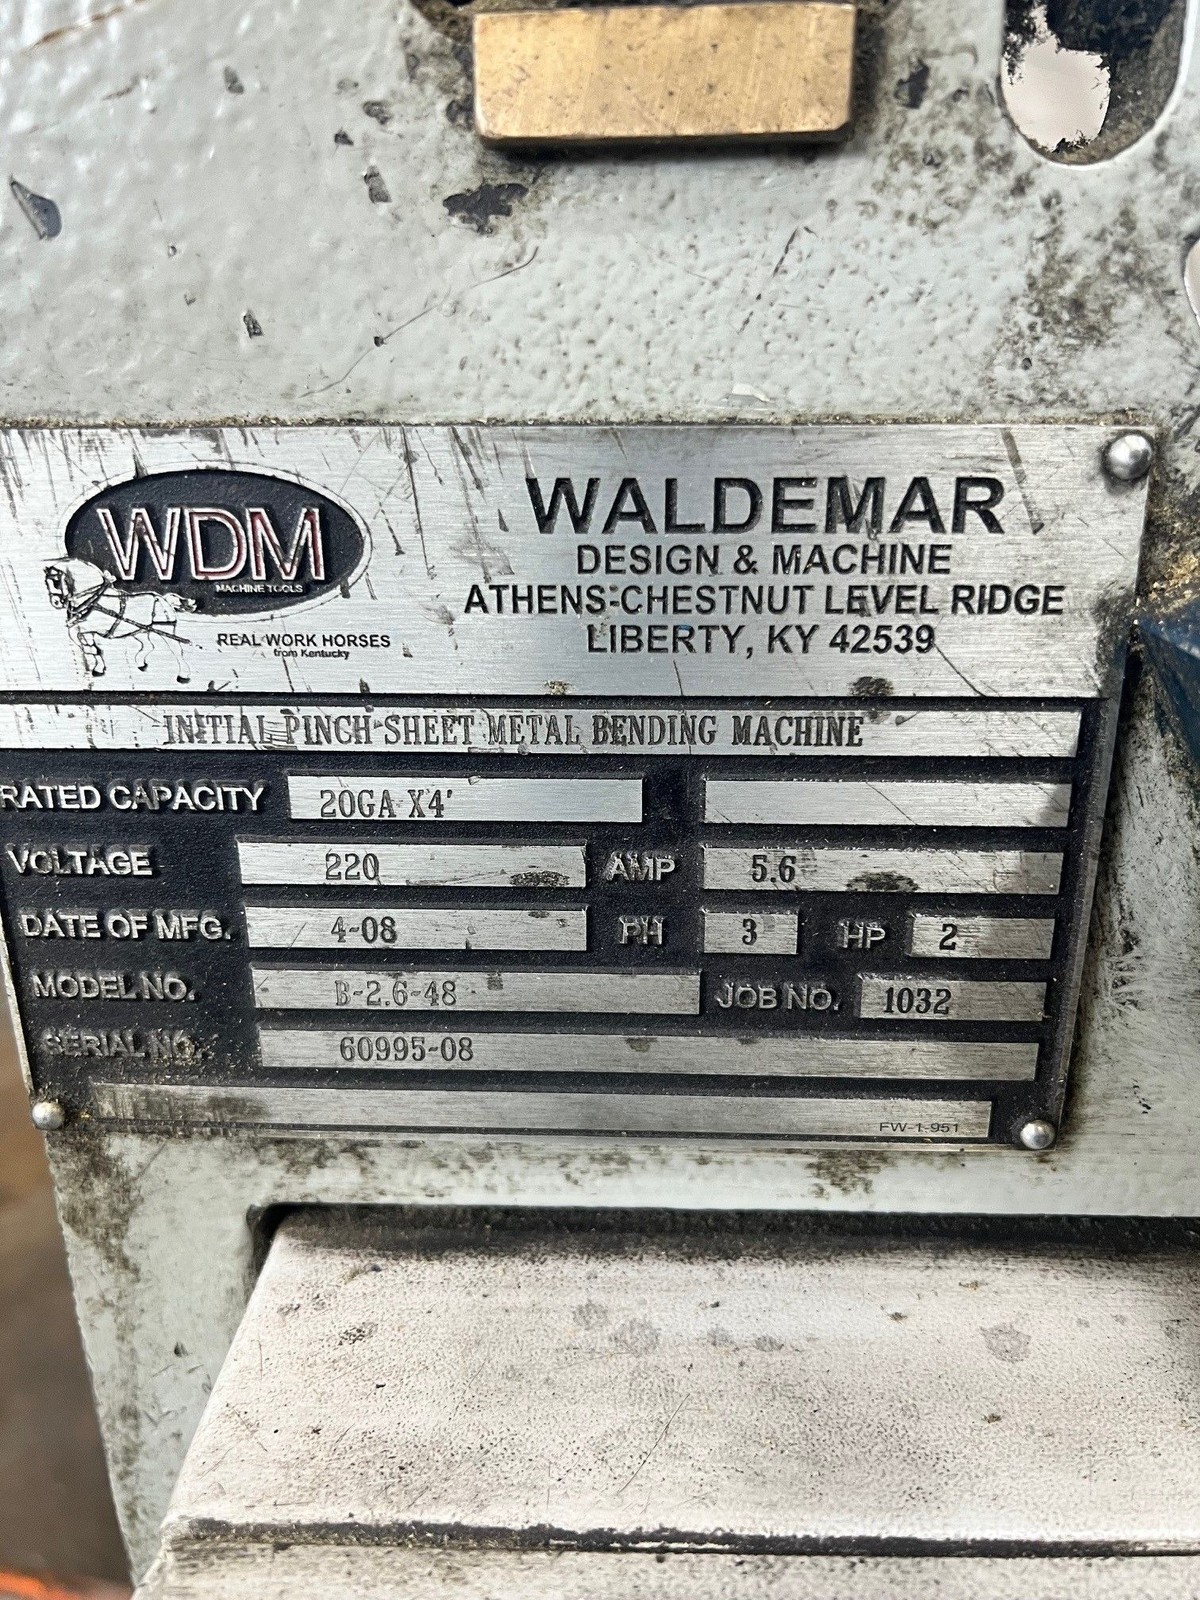 WDM
MACHINE TOOLS
REAL WORK HORSES
from Kentucky
WALDEMAR
DESIGN & MACHINE
ATHENS-CHESTNUT LEVEL RIDGE
LIBERTY, KY 42539
INITIAL PINCH SHEET METAL BENDING MACHINE
RATED CAPACITY 20GA X4'
VOLTAGE 220 AMP 5.6
DATE OF MFG. 4-08 PH 3 HP 2
MODEL NO. B-2.6-48 JOB NO. 1032
SERIAL NO. 60995-08
FW-1-951